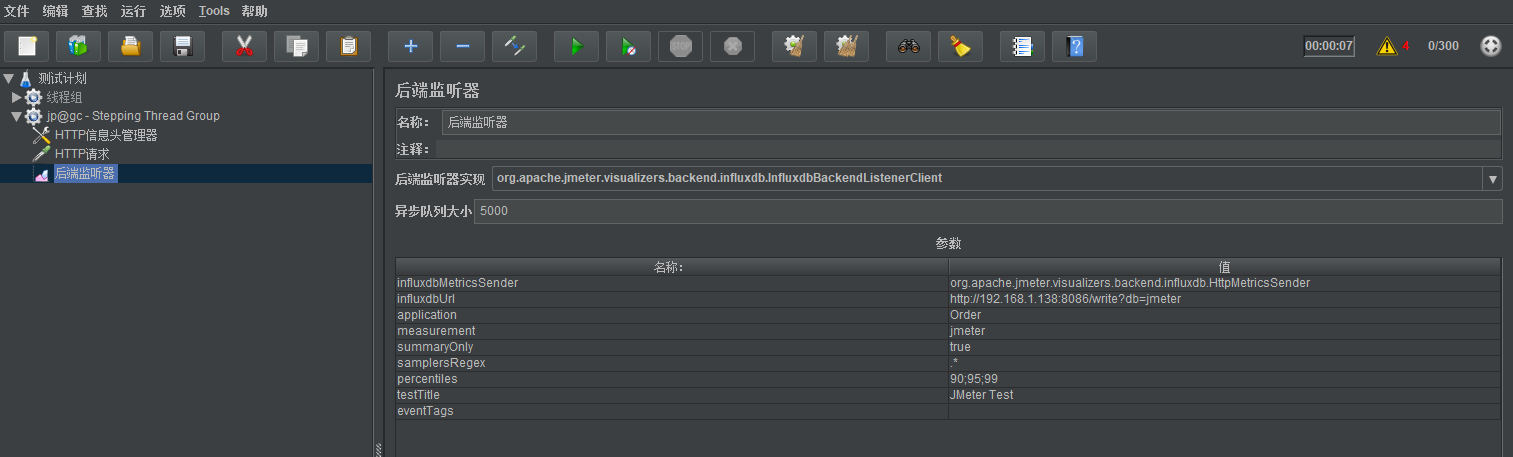 文件 编辑 查找 运行 选项 Tools 帮助
STOP 00:00:07 4 0/300
测试计划
线程组
jp@gc - Stepping Thread Group
HTTP信息头管理器
HTTP请求
后端监听器
后端监听器
名称： 后端监听器
注释：
后端监听器实现 org.apache.jmeter.visualizers.backend.influxdb.InfluxdbBackendListenerClient
异步队列大小 5000
参数
名称： 值
influxdbMetricsSender org.apache.jmeter.visualizers.backend.influxdb.HttpMetricsSender
influxdbUrl http://192.168.1.138:8086/write?db=jmeter
application Order
measurement jmeter
summaryOnly true
samplersRegex .*
percentiles 90;95;99
testTitle JMeter Test
eventTags